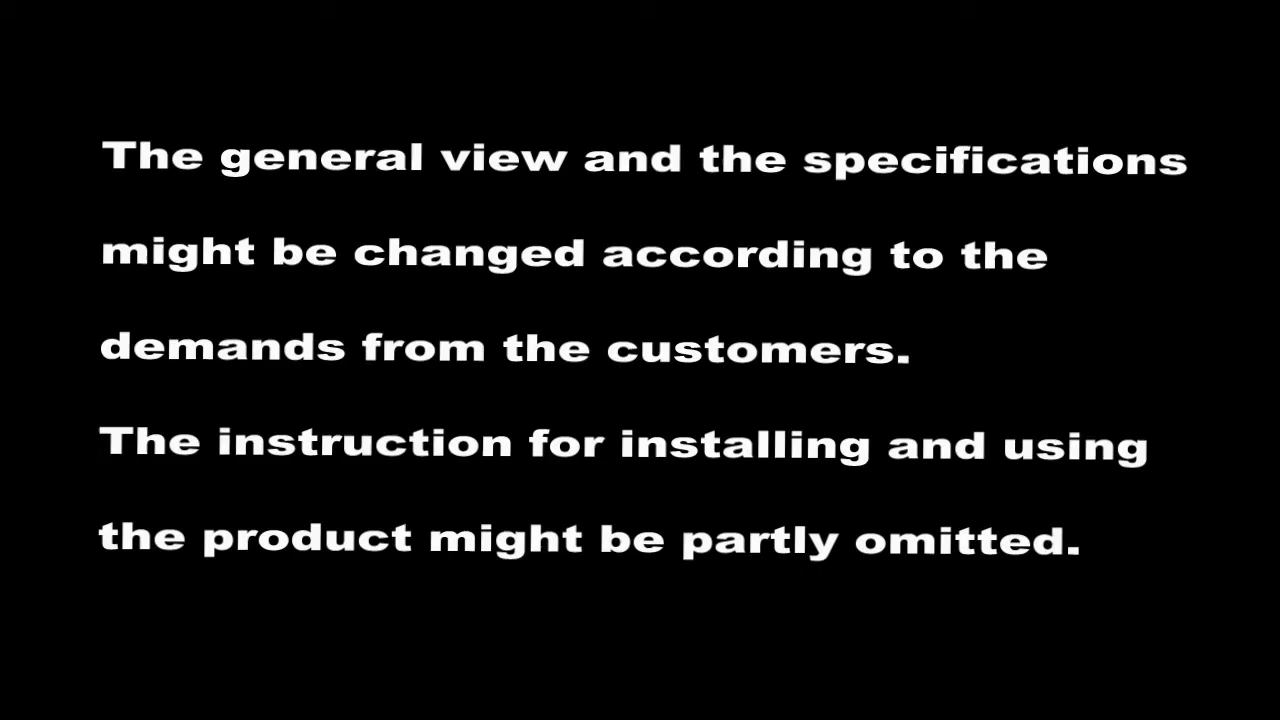 The general view and the specifications
might be changed according to the
demands from the customers.
The instruction for installing and using
the product might be partly omitted.